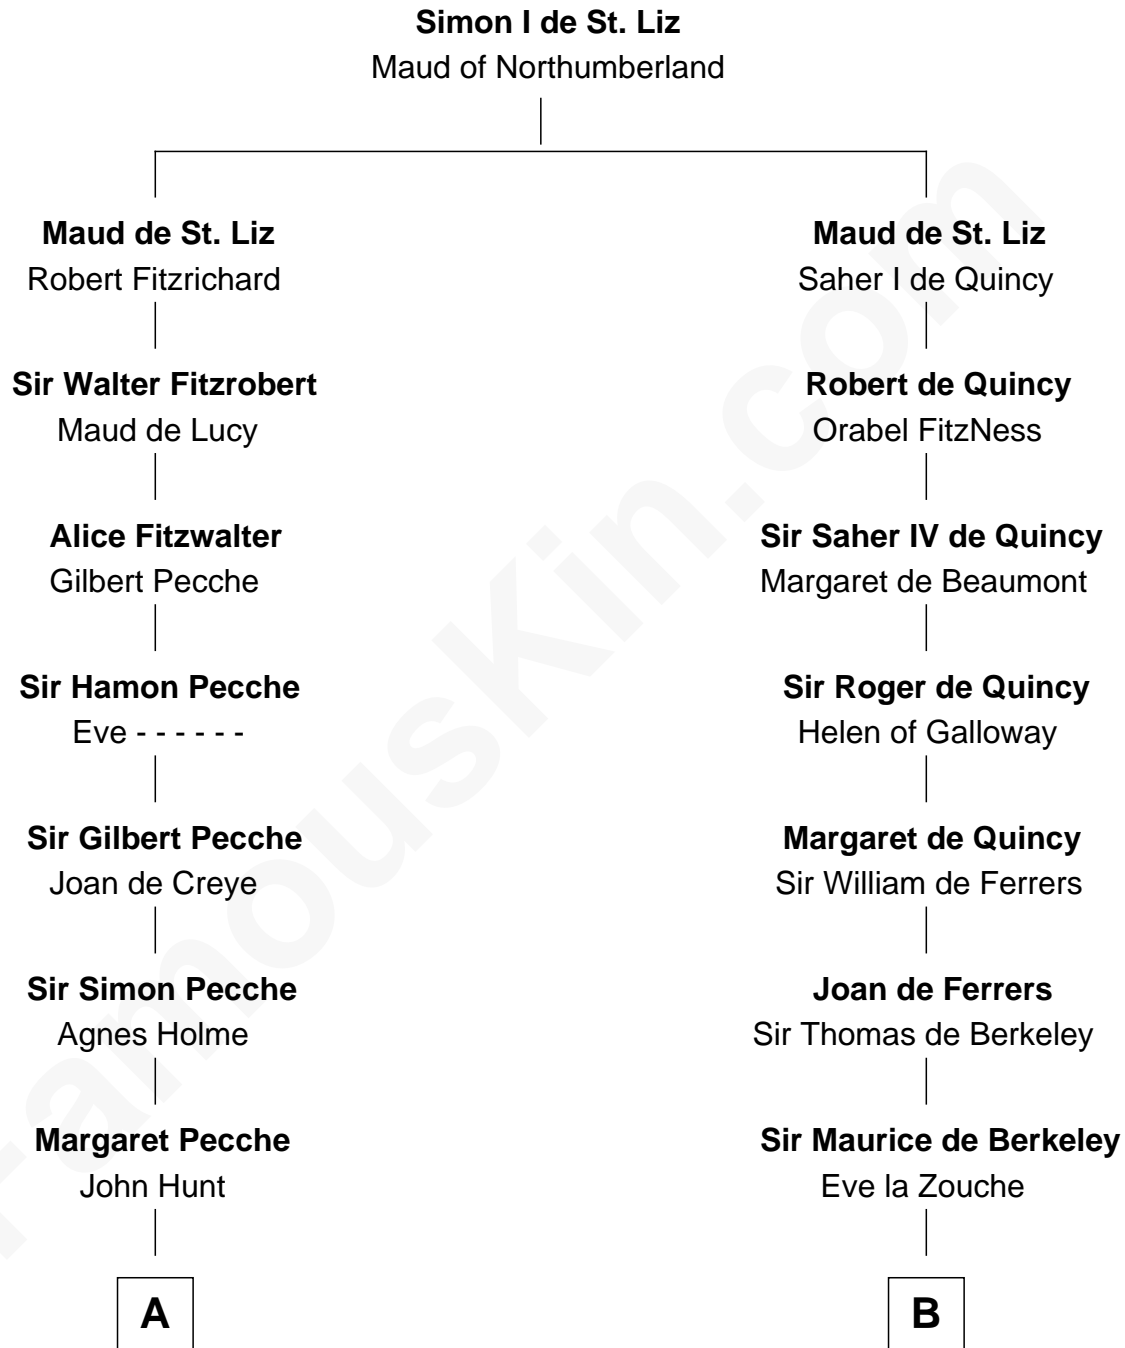 Simon I de St. Liz
Maud of Northumberland
Maud de St. Liz
Robert Fitzrichard
Maud de St. Liz
Saher I de Quincy
Sir Walter Fitzrobert
Maud de Lucy
Robert de Quincy
Orabel FitzNess
Alice Fitzwalter
Gilbert Pecche
Sir Saher IV de Quincy
Margaret de Beaumont
Sir Hamon Pecche
Eve - - - - - -
Sir Roger de Quincy
Helen of Galloway
Sir Gilbert Pecche
Joan de Creye
Margaret de Quincy
Sir William de Ferrers
Sir Simon Pecche
Agnes Holme
Joan de Ferrers
Sir Thomas de Berkeley
Margaret Pecche
John Hunt
Sir Maurice de Berkeley
Eve la Zouche
A
B
FamousKin.com